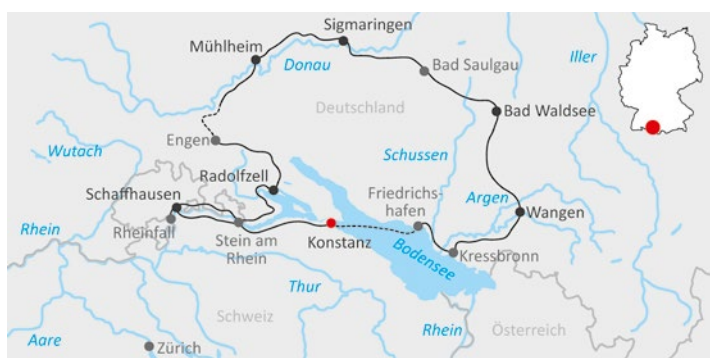 Sigmaringen
Mühlheim
Donau
Iller
Bad Saulgau
Deutschland
Bad Waldsee
Engen
Wutach
Schussen
Radolfzell
Argen
Schaffhausen
Friedrichs-
hafen
Wangen
Rhein
Rheinfall
Stein am
Rhein
Konstanz
Bodensee
Kressbronn
Thur
Schweiz
Rhein
Österreich
Aare
Zürich